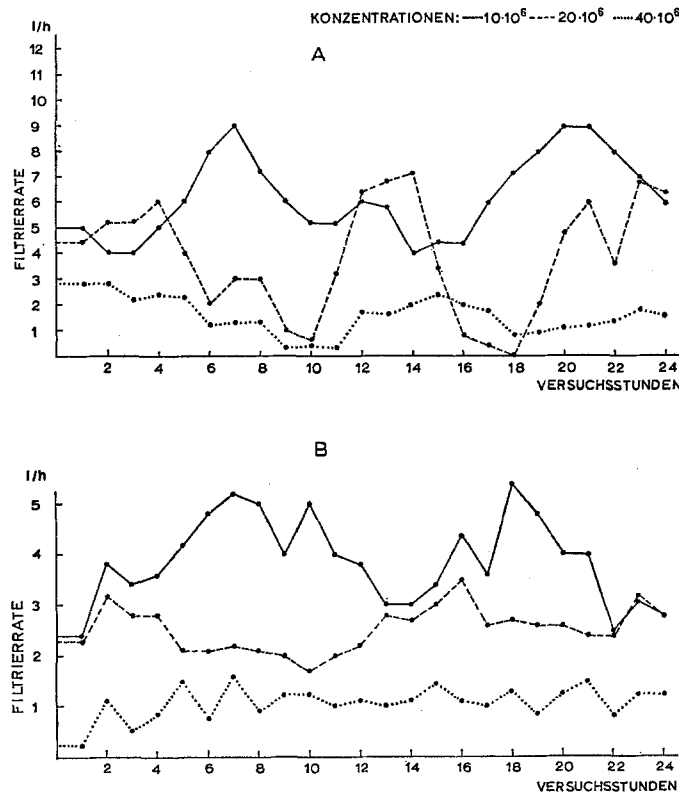 KONZENTRATIONEN: 10·10⁶ 20·10⁶ 40·10⁶
l/h
A
12
11
10
9
8
7
6
5
4
3
2
1
FILTRIERRATE
2 4 6 8 10 12 14 16 18 20 22 24
VERSUCHSSTUNDEN
B
l/h
5
4
3
2
1
FILTRIERRATE
2 4 6 8 10 12 14 16 18 20 22 24
VERSUCHSSTUNDEN